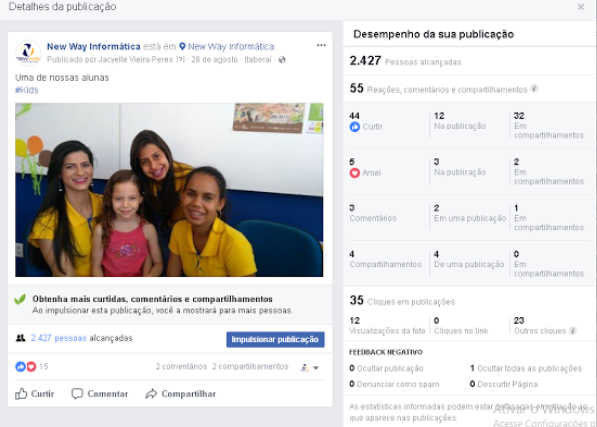 Detalhes da publicação
New Way Informática está em New Way Informática.
Publicado por Jacyelle Vieira Peres [?] · 28 de agosto · Itaberaí ·
Uma de nossas alunas
#Kids
Obtenha mais curtidas, comentários e compartilhamentos
Ao impulsionar esta publicação, você a mostrará para mais pessoas.
2.427 pessoas alcançadas
Impulsionar publicação
15
2 comentários 2 compartilhamentos
Curtir Comentar Compartilhar
Desempenho da sua publicação
2.427 Pessoas alcançadas
55 Reações, comentários e compartilhamentos
44 12 32
Curtir Na publicação Em
compartilhamentos
5 3 2
Amei Na publicação Em
compartilhamentos
3 2 1
Comentários Em uma publicação Em
compartilhamentos
4 4 0
Compartilhamentos De uma publicação Em
compartilhamentos
35 Cliques em publicações
12 0 23
Visualizações da foto Cliques no link Outros cliques
FEEDBACK NEGATIVO
0 Ocultar publicação 1 Ocultar todas as publicações
0 Denunciar como spam 0 Descurtir Página
As estatísticas informadas podem estar defasadas em relação ao
que aparece nas publicações
Ativar o Windows
Acesse Configurações p